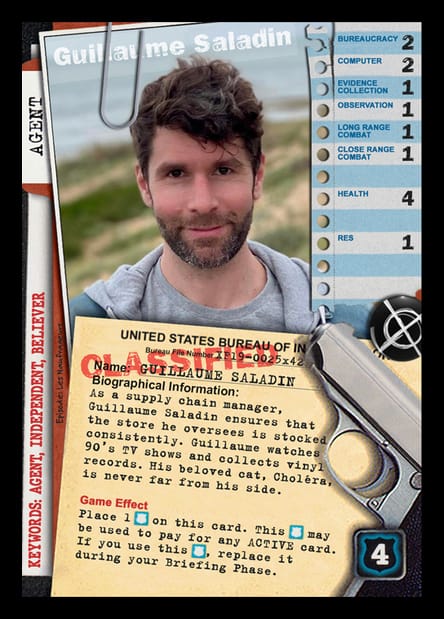 Guillaume Saladin
BUREAUCRACY 2
COMPUTER 2
EVIDENCE
COLLECTION 1
OBSERVATION 1
LONG RANGE
COMBAT 1
CLOSE RANGE
COMBAT 1
HEALTH 4
RES 1
AGENT
KEYWORDS: AGENT, INDEPENDENT, BELIEVER
UNITED STATES BUREAU OF IN
Bureau File Number XF19-0025x42
CLASSIFIED
Name: GUILLAUME SALADIN
Biographical Information:
As a supply chain manager,
Guillaume Saladin ensures that
the store he oversees is stocked
consistently. Guillaume watches
90's TV shows and collects vinyl
records. His beloved cat, Choléra,
is never far from his side.
Game Effect
Place 1 on this card. This may
be used to pay for any ACTIVE card.
If you use this , replace it
during your Briefing Phase.
4